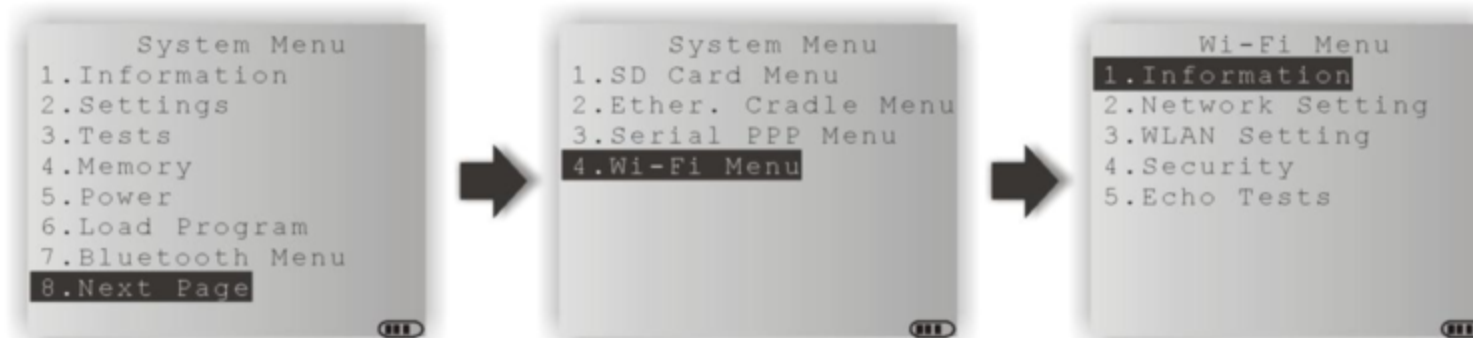 System Menu
1.Information
2.Settings
3.Tests
4.Memory
5.Power
6.Load Program
7.Bluetooth Menu
8.Next Page
System Menu
1.SD Card Menu
2.Ether. Cradle Menu
3.Serial PPP Menu
4.Wi-Fi Menu
Wi-Fi Menu
1.Information
2.Network Setting
3.WLAN Setting
4.Security
5.Echo Tests